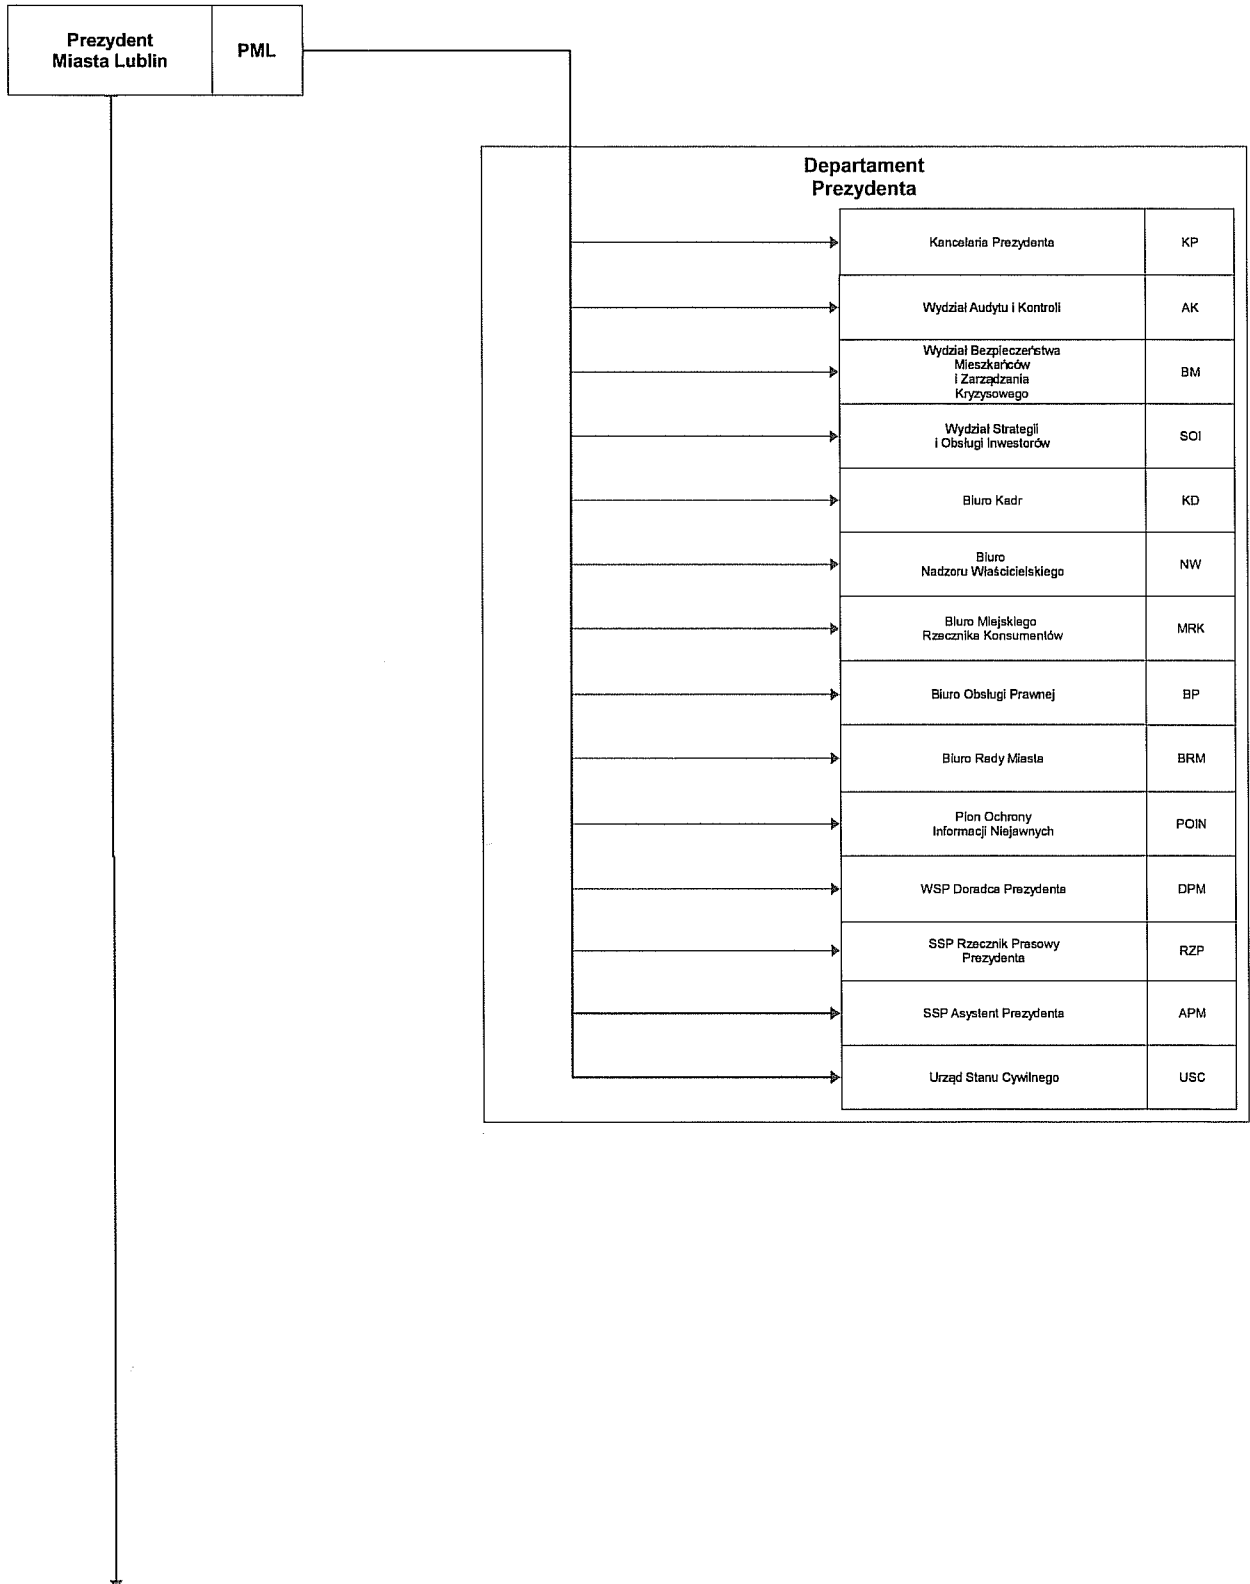 Prezydent
Miasta Lublin
PML
Departament
Prezydenta
Kancelaria Prezydenta
KP
Wydział Audytu i Kontroli
AK
Wydział Bezpieczeństwa
Mieszkańców
i Zarządzania
Kryzysowego
BM
Wydział Strategii
i Obsługi Inwestorów
SOI
Biuro Kadr
KD
Biuro
Nadzoru Właścicielskiego
NW
Biuro Miejskiego
Rzecznika Konsumentów
MRK
Biuro Obsługi Prawnej
BP
Biuro Rady Miasta
BRM
Pion Ochrony
Informacji Niejawnych
POIN
WSP Doradca Prezydenta
DPM
SSP Rzecznik Prasowy
Prezydenta
RZP
SSP Asystent Prezydenta
APM
Urząd Stanu Cywilnego
USC